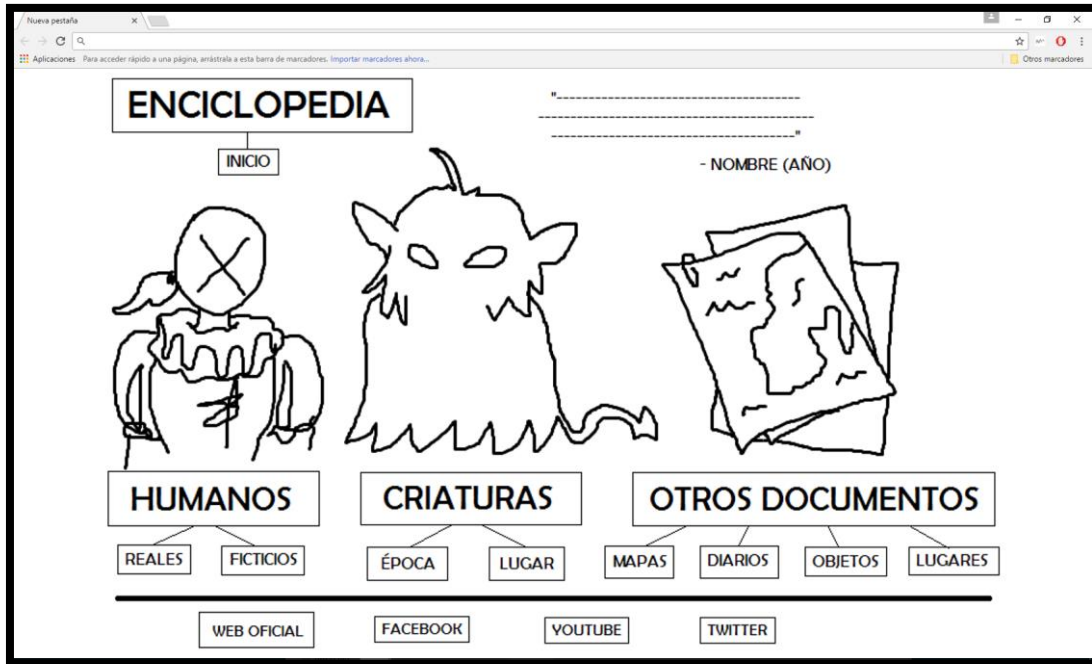 Nueva pestaña
Aplicaciones Para acceder rápido a una página, arrástrala a esta barra de marcadores. Importar marcadores ahora... Otros marcadores
ENCICLOPEDIA
INICIO
"---------------------------------------
--------------------------------------------
---------------------------------------"
- NOMBRE (AÑO)
HUMANOS CRIATURAS OTROS DOCUMENTOS
REALES FICTICIOS ÉPOCA LUGAR MAPAS DIARIOS OBJETOS LUGARES
WEB OFICIAL FACEBOOK YOUTUBE TWITTER